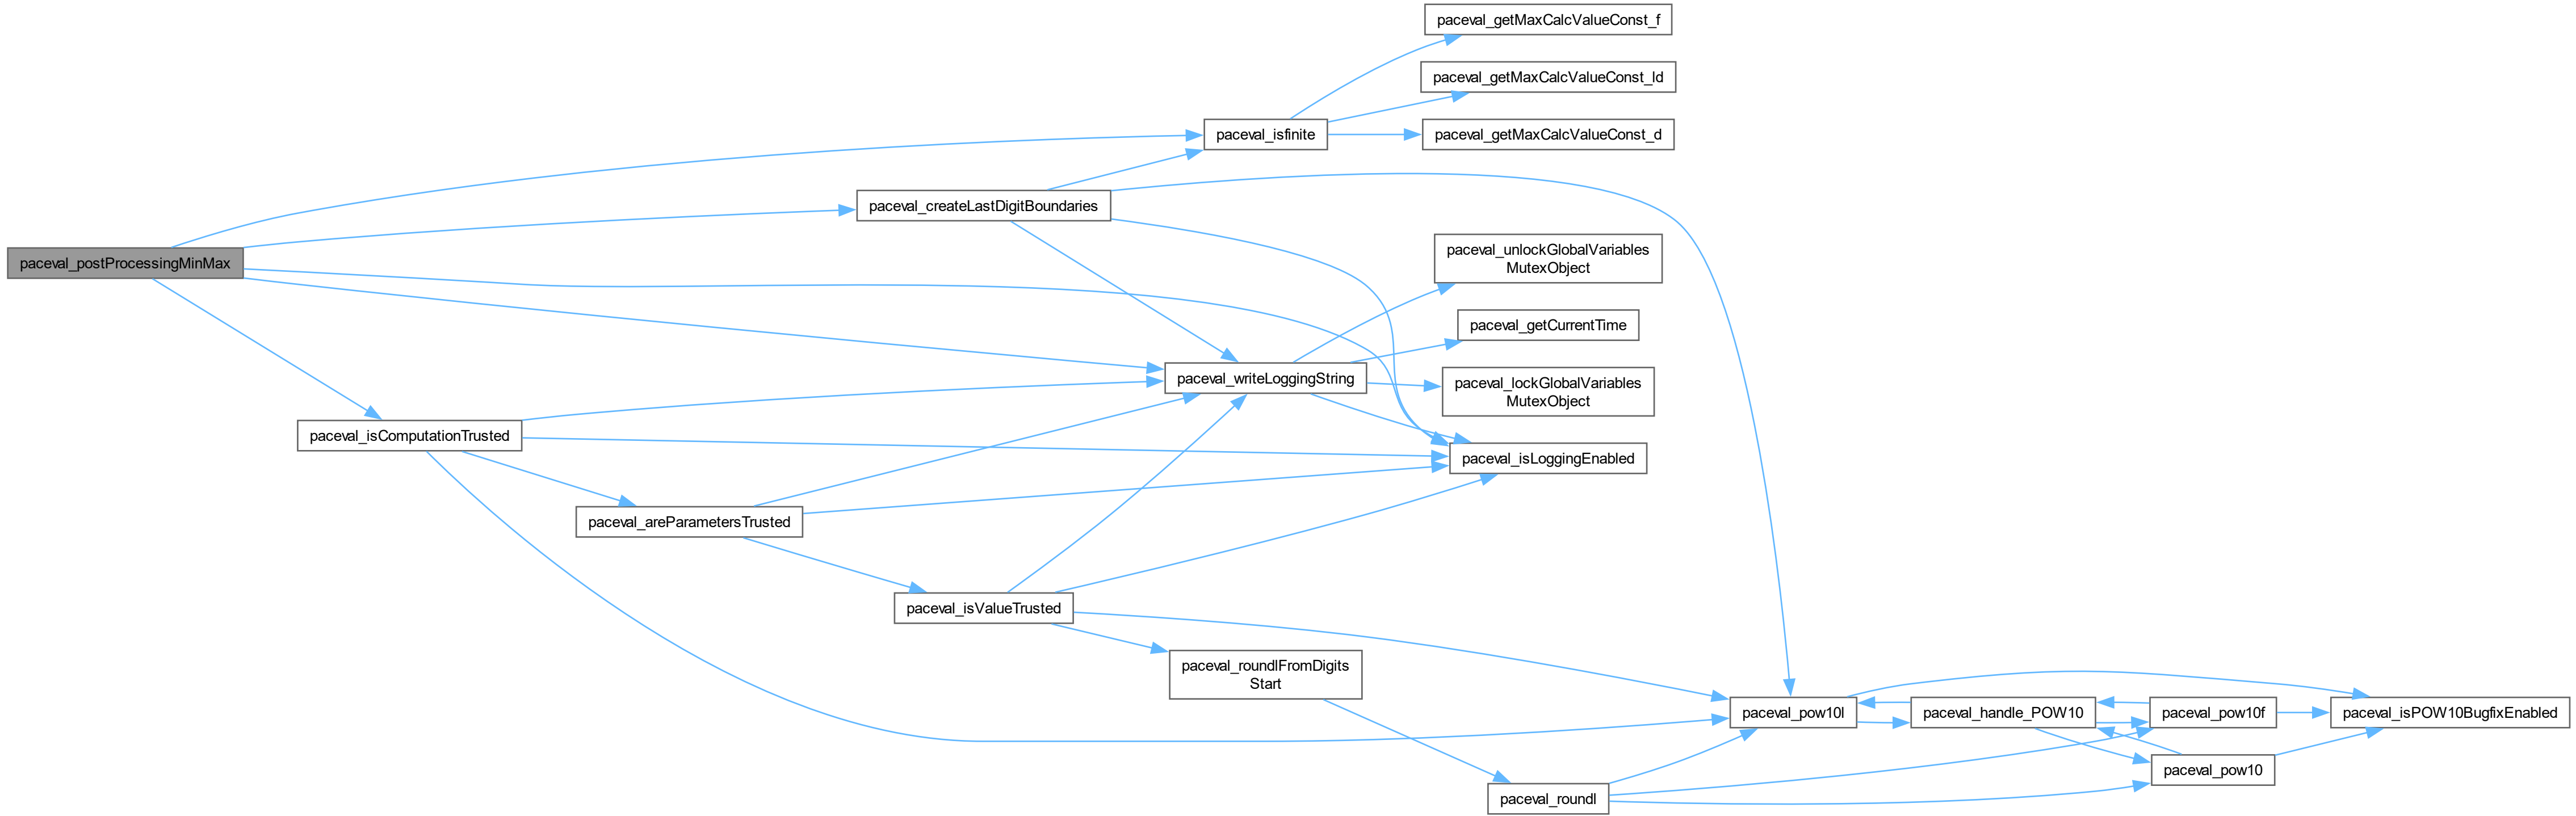 paceval_getMaxCalcValueConst_f
paceval_getMaxCalcValueConst_ld
paceval_isfinite
paceval_getMaxCalcValueConst_d
paceval_createLastDigitBoundaries
paceval_postProcessingMinMax
paceval_unlockGlobalVariables
MutexObject
paceval_getCurrentTime
paceval_writeLoggingString
paceval_lockGlobalVariables
MutexObject
paceval_isComputationTrusted
paceval_isLoggingEnabled
paceval_areParametersTrusted
paceval_isValueTrusted
paceval_roundlFromDigits
Start
paceval_pow10l
paceval_handle_POW10
paceval_pow10f
paceval_isPOW10BugfixEnabled
paceval_pow10
paceval_roundl